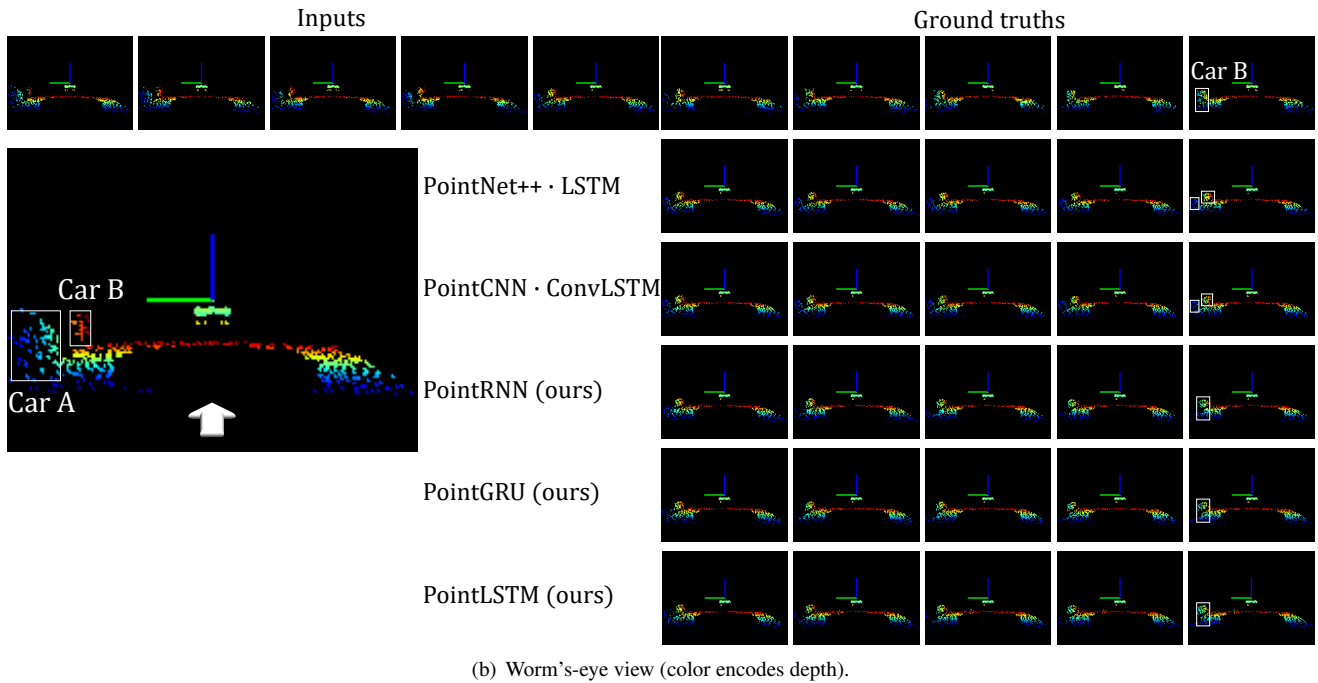 Inputs
Ground truths
Car B
PointNet++ · LSTM
Car B
PointCNN · ConvLSTM
Car A
PointRNN (ours)
PointGRU (ours)
PointLSTM (ours)
(b) Worm's-eye view (color encodes depth).